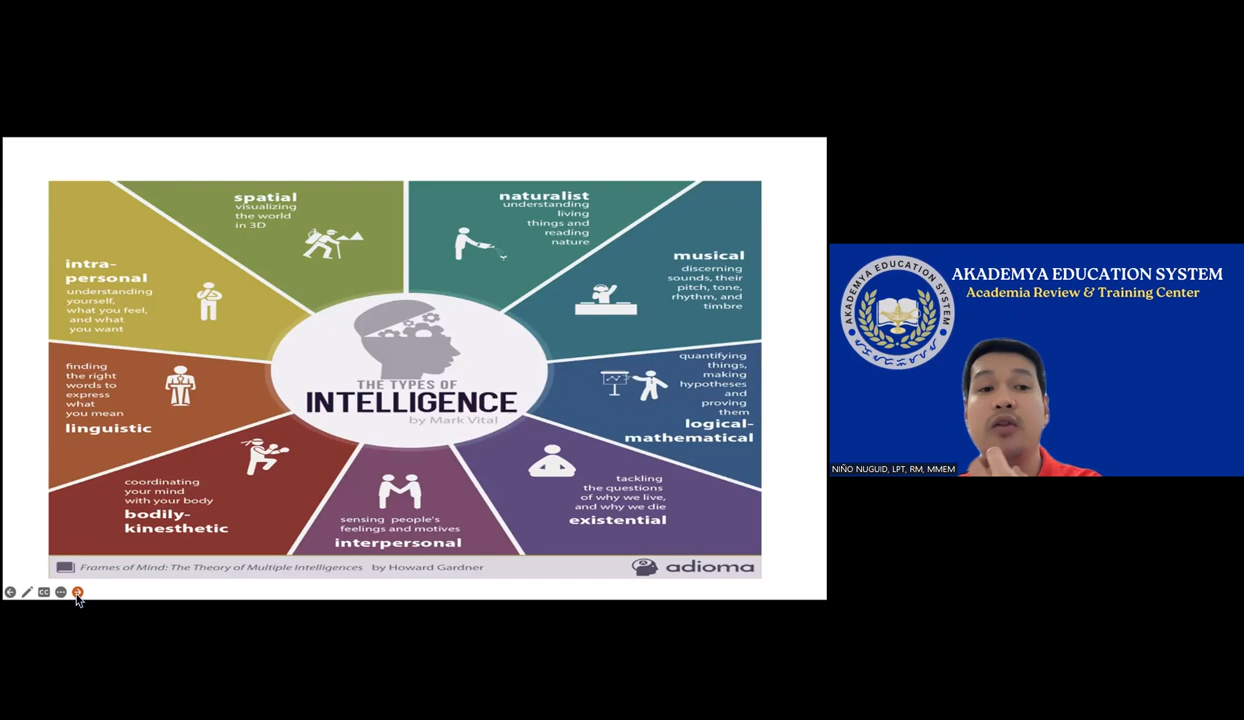 spatial
visualizing
the world
in 3D
naturalist
understanding
living
things and
reading
nature
musical
discerning
sounds, their
pitch, tone,
rhythm, and
timbre
intra-
personal
understanding
yourself,
what you feel,
and what
you want
finding
the right
words to
express
what
you mean
linguistic
THE TYPES OF
INTELLIGENCE
by Mark Vital
quantifying
things,
making
hypotheses
and
proving
them
logical-
mathematical
coordinating
your mind
with your body
bodily-
kinesthetic
sensing people's
feelings and motives
interpersonal
tackling
the questions
of why we live,
and why we die
existential
Frames of Mind: The Theory of Multiple Intelligences by Howard Gardner
adioma
CC
AKADEMYA EDUCATION SYSTEM
AKADEMYA EDUCATION SYSTEM
Academia Review & Training Center
NIÑO NUGUID, LPT, RM, MMEM